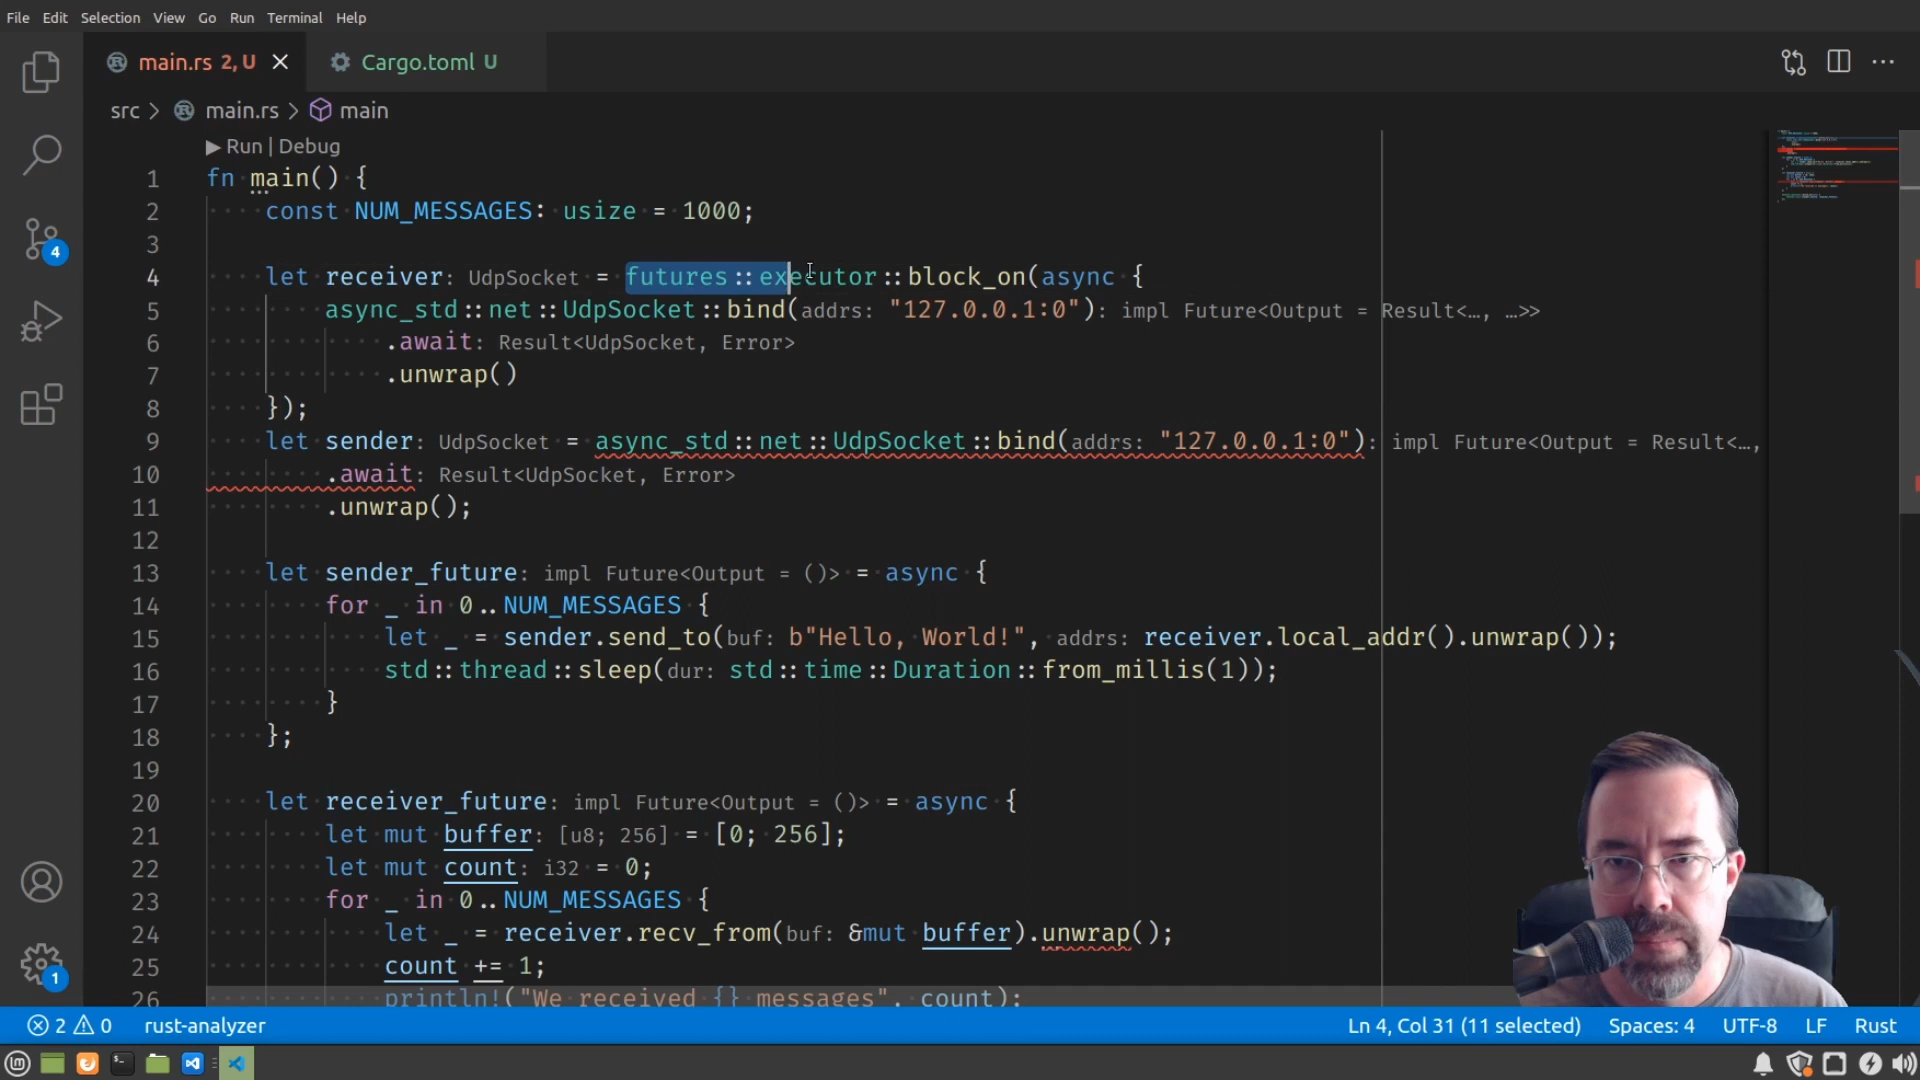 File Edit Selection View Go Run Terminal Help
main.rs 2, U Cargo.toml U
src > main.rs > main
Run | Debug
1 fn main() {
2 const NUM_MESSAGES: usize = 1000;
3
4 let receiver: UdpSocket = futures::executor::block_on(async {
5 async_std::net::UdpSocket::bind(addrs: "127.0.0.1:0"): impl Future<Output = Result<…, …>>
6 .await: Result<UdpSocket, Error>
7 .unwrap()
8 });
9 let sender: UdpSocket = async_std::net::UdpSocket::bind(addrs: "127.0.0.1:0"): impl Future<Output = Result<…,
10 .await: Result<UdpSocket, Error>
11 .unwrap();
12
13 let sender_future: impl Future<Output = ()> = async {
14 for _ in 0..NUM_MESSAGES {
15 let _ = sender.send_to(buf: b"Hello, World!", addrs: receiver.local_addr().unwrap());
16 std::thread::sleep(dur: std::time::Duration::from_millis(1));
17 }
18 };
19
20 let receiver_future: impl Future<Output = ()> = async {
21 let mut buffer: [u8; 256] = [0; 256];
22 let mut count: i32 = 0;
23 for _ in 0..NUM_MESSAGES {
24 let _ = receiver.recv_from(buf: &mut buffer).unwrap();
25 count += 1;
26 println!("We received {} messages", count);
4
1
2 0 rust-analyzer Ln 4, Col 31 (11 selected) Spaces: 4 UTF-8 LF Rust